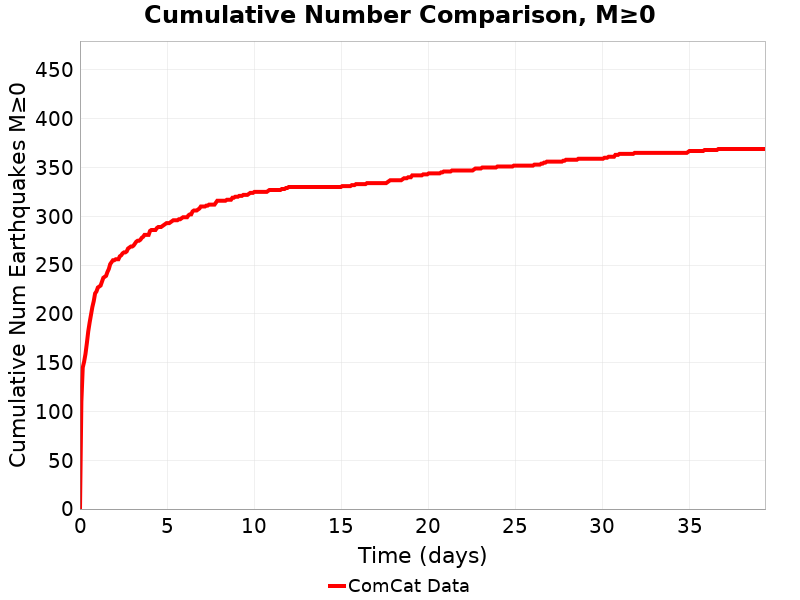 Cumulative Number Comparison, M≥0
Cumulative Num Earthquakes M≥0
450
400
350
300
250
200
150
100
50
0
0 5 10 15 20 25 30 35
Time (days)
ComCat Data